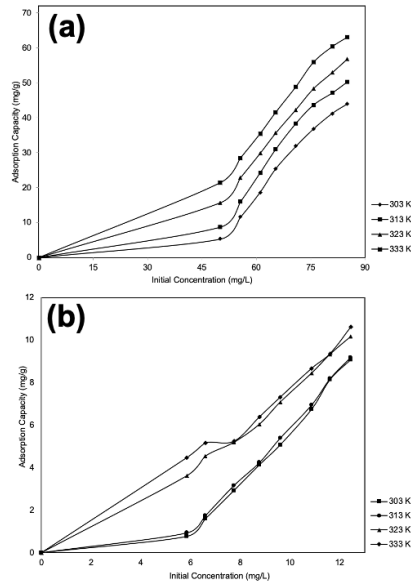 (a)
70
60
50
40
30
20
10
0
Adsorption Capacity (mg/g)
0 15 30 45 60 75 90
Initial Concentration (mg/L)
303 K
313 K
323 K
333 K
(b)
12
10
8
6
4
2
0
Adsorption Capacity (mg/g)
0 2 4 6 8 10 12
Initial Concentration (mg/L)
303 K
313 K
323 K
333 K